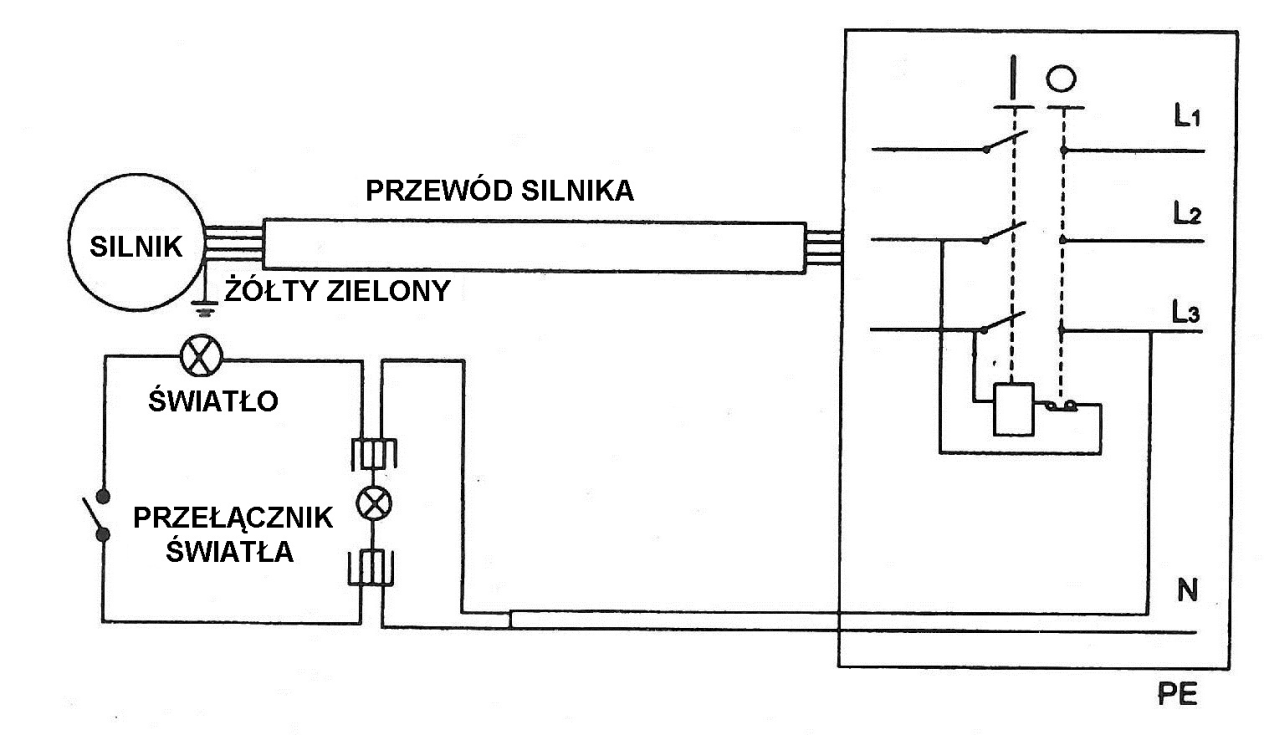 L1
PRZEWÓD SILNIKA
L2
SILNIK
ŻÓŁTY ZIELONY
L3
ŚWIATŁO
PRZEŁĄCZNIK
ŚWIATŁA
N
PE